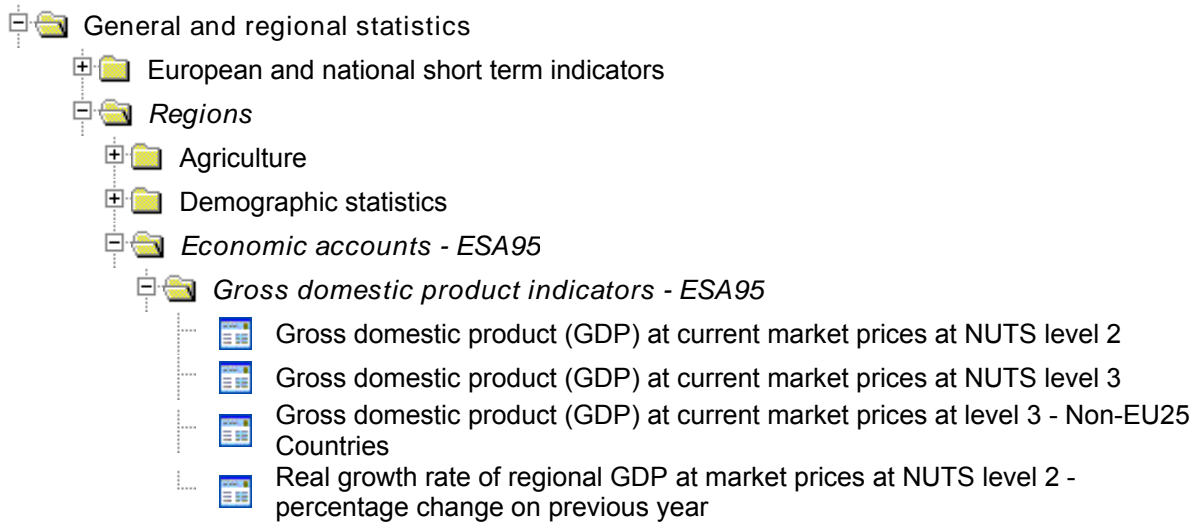 General and regional statistics
European and national short term indicators
Regions
Agriculture
Demographic statistics
Economic accounts - ESA95
Gross domestic product indicators - ESA95
Gross domestic product (GDP) at current market prices at NUTS level 2
Gross domestic product (GDP) at current market prices at NUTS level 3
Gross domestic product (GDP) at current market prices at level 3 - Non-EU25
Countries
Real growth rate of regional GDP at market prices at NUTS level 2 -
percentage change on previous year